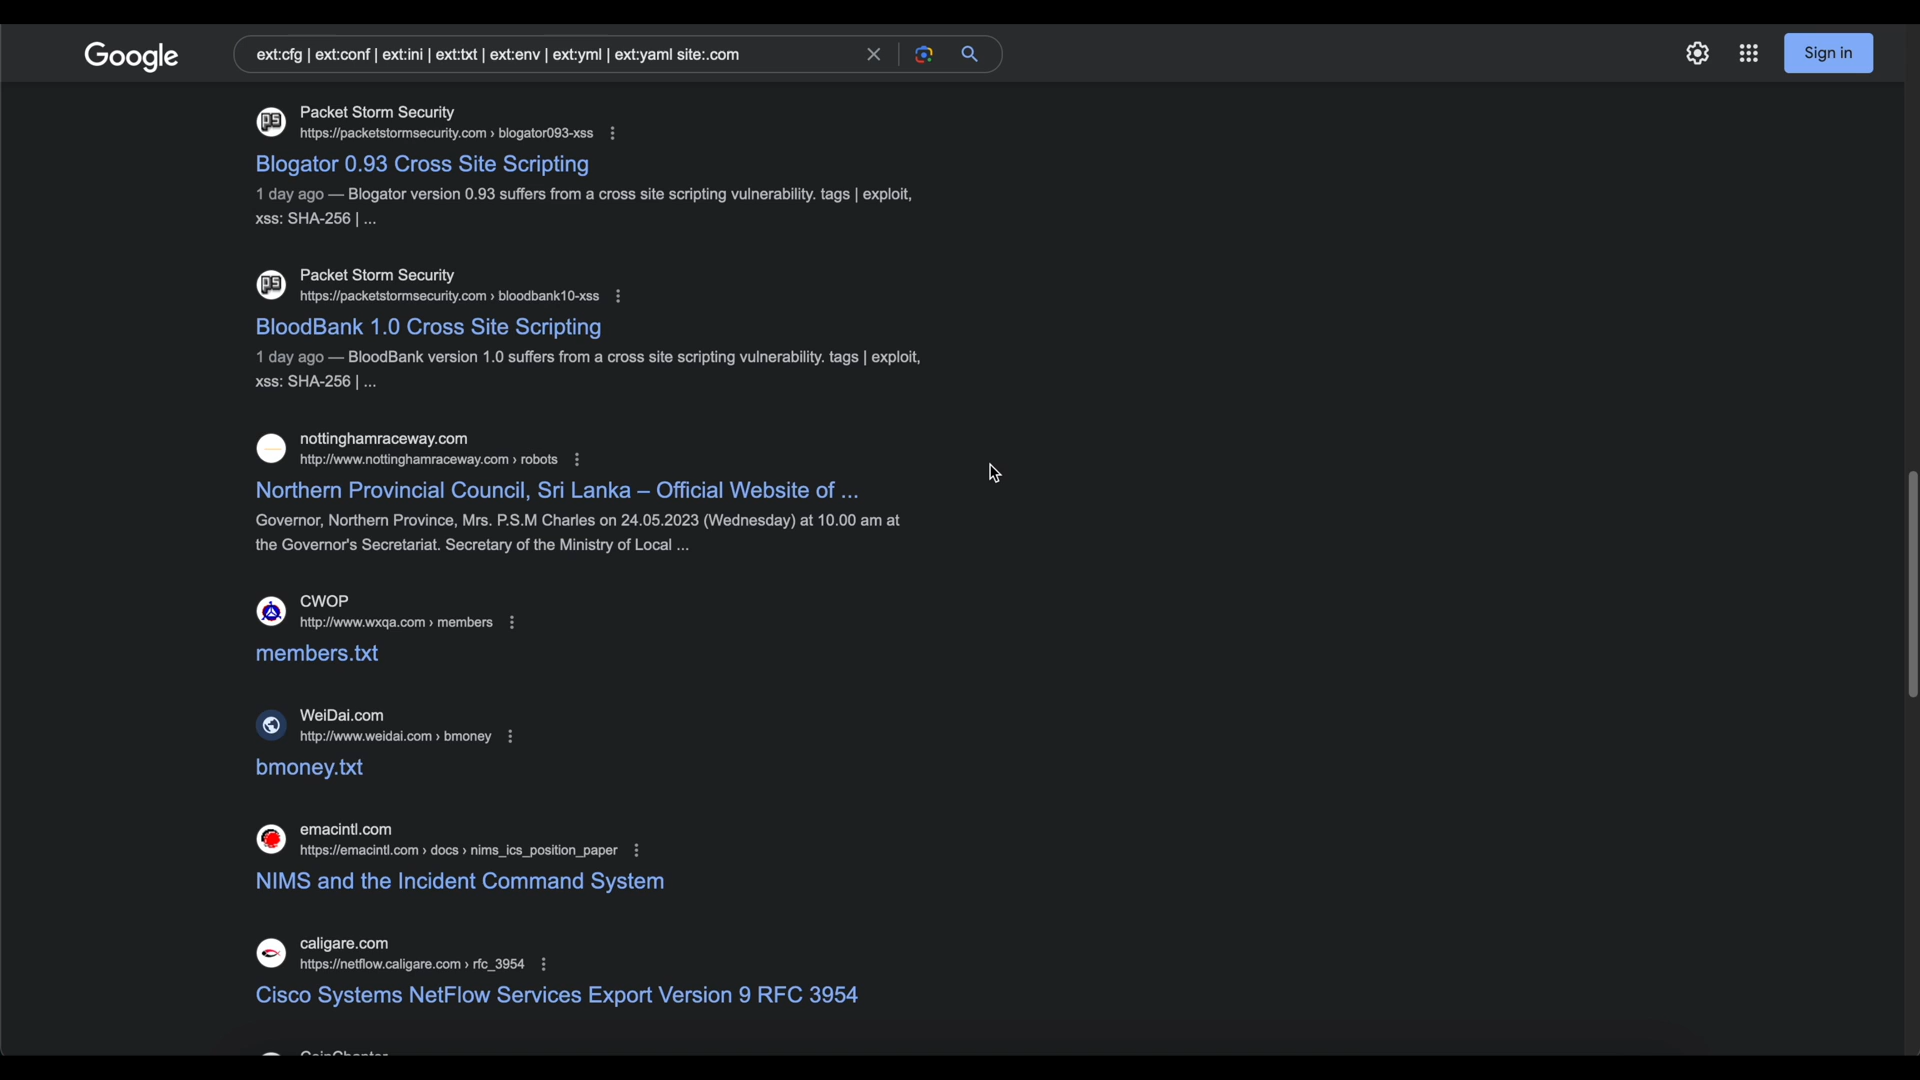 Google
ext:cfg | ext:conf | ext:ini | ext:txt | ext:env | ext:yml | ext:yaml site:.com
Sign in
Packet Storm Security
https://packetstormsecurity.com › blogator093-xss
Blogator 0.93 Cross Site Scripting
1 day ago — Blogator version 0.93 suffers from a cross site scripting vulnerability. tags | exploit,
xss: SHA-256 | ...
Packet Storm Security
https://packetstormsecurity.com › bloodbank10-xss
BloodBank 1.0 Cross Site Scripting
1 day ago — BloodBank version 1.0 suffers from a cross site scripting vulnerability. tags | exploit,
xss: SHA-256 | ...
nottinghamraceway.com
http://www.nottinghamraceway.com › robots
Northern Provincial Council, Sri Lanka – Official Website of ...
Governor, Northern Province, Mrs. P.S.M Charles on 24.05.2023 (Wednesday) at 10.00 am at
the Governor's Secretariat. Secretary of the Ministry of Local ...
CWOP
http://www.wxqa.com › members
members.txt
WeiDai.com
http://www.weidai.com › bmoney
bmoney.txt
emacintl.com
https://emacintl.com › docs › nims_ics_position_paper
NIMS and the Incident Command System
caligare.com
https://netflow.caligare.com › rfc_3954
Cisco Systems NetFlow Services Export Version 9 RFC 3954